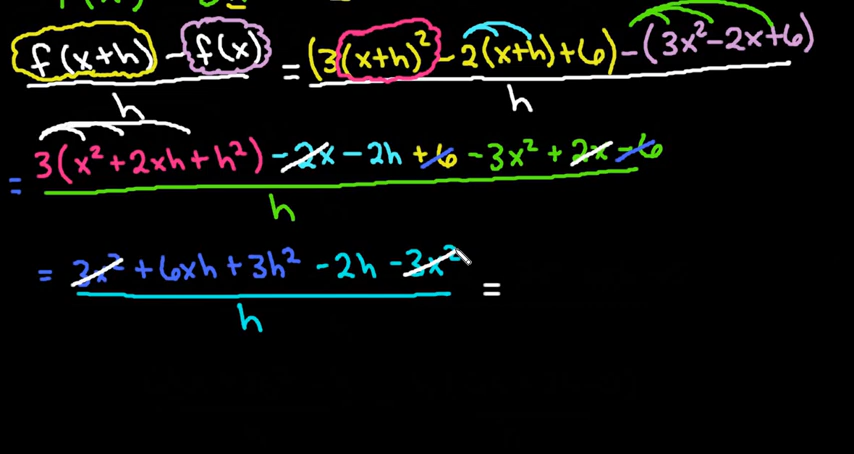 f(x+h) - f(x) / h = (3(x+h)² - 2(x+h) + 6) - (3x² - 2x + 6) / h
= 3(x² + 2xh + h²) - 2x - 2h + 6 - 3x² + 2x - 6 / h
= 3x² + 6xh + 3h² - 2h - 3x² / h =